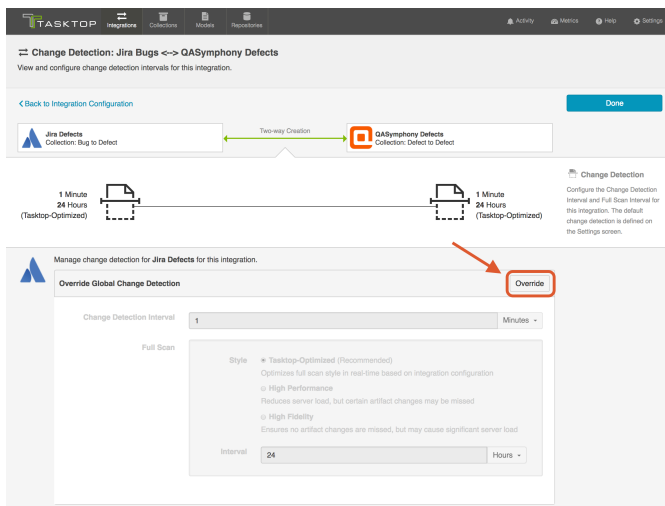 TASKTOP
Integrations
Collections
Models
Repositories
Activity
Metrics
Help
Settings
Change Detection: Jira Bugs <--> QASymphony Defects
View and configure change detection intervals for this integration.
Back to Integration Configuration
Done
Jira Defects
Collection: Bug to Defect
Two-way Creation
QASymphony Defects
Collection: Defect to Defect
1 Minute
24 Hours
(Tasktop-Optimized)
1 Minute
24 Hours
(Tasktop-Optimized)
Change Detection
Configure the Change Detection
Interval and Full Scan Interval for
this integration. The default
change detection is defined on
the Settings screen.
Manage change detection for Jira Defects for this integration.
Override Global Change Detection
Override
Change Detection Interval
1
Minutes
Full Scan
Style
Tasktop-Optimized (Recommended)
Optimizes full scan style in real-time based on integration configuration
High Performance
Reduces server load, but certain artifact changes may be missed
High Fidelity
Ensures no artifact changes are missed, but may cause significant server load
Interval
24
Hours